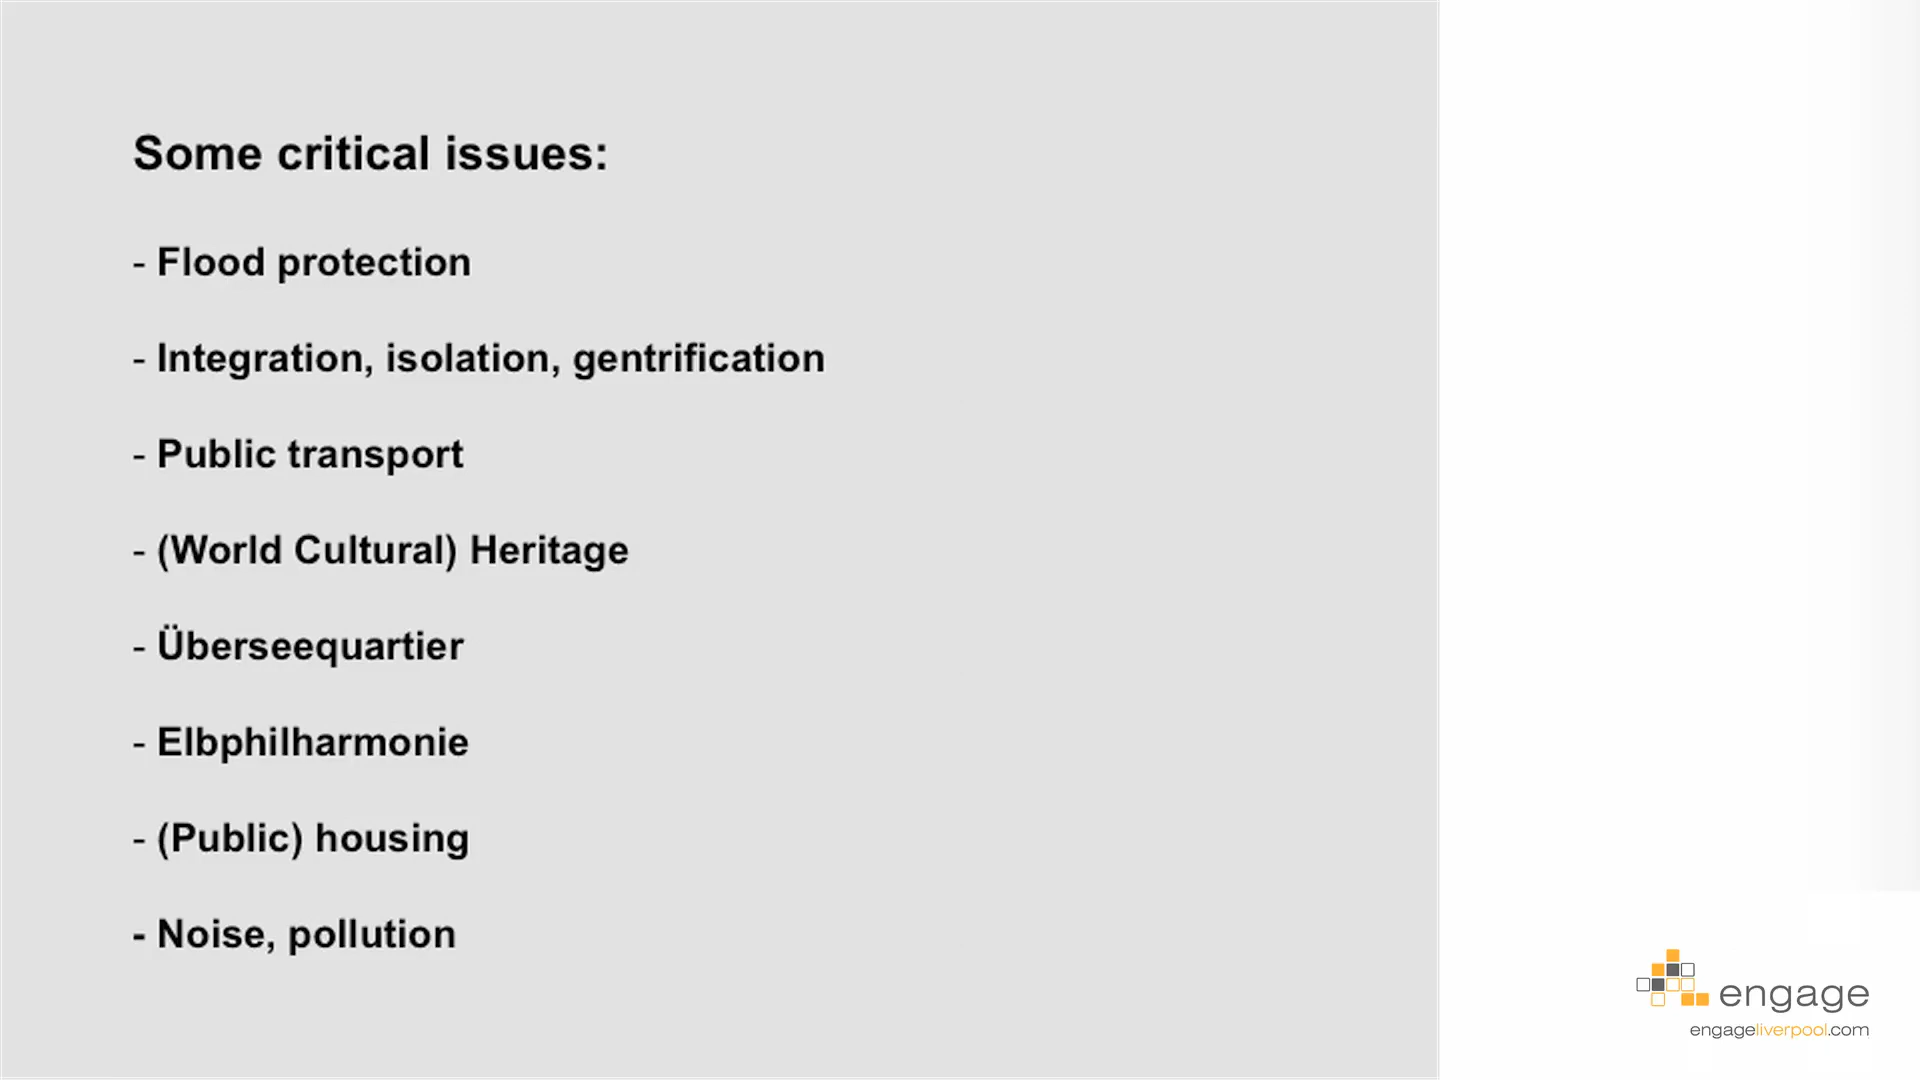 Some critical issues:
- Flood protection
- Integration, isolation, gentrification
- Public transport
- (World Cultural) Heritage
- Überseequartier
- Elbphilharmonie
- (Public) housing
- Noise, pollution
engage
engageliverpool.com